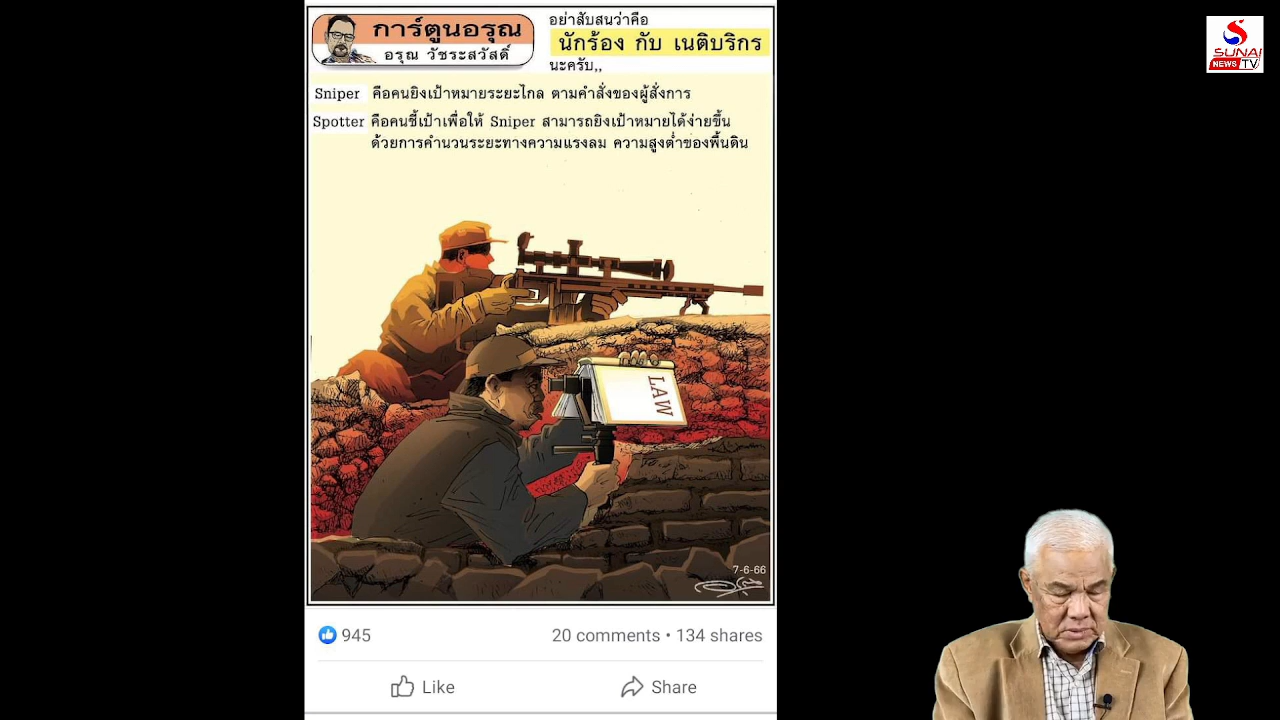 การ์ตูนอรุณ
อรุณ วัชระสวัสดิ์
อย่าสับสนว่าคือ
นักร้อง กับ เนติบริกร
นะครับ,,
Sniper คือคนยิงเป้าหมายระยะไกล ตามคำสั่งของผู้สั่งการ
Spotter คือคนชี้เป้าเพื่อให้ Sniper สามารถยิงเป้าหมายได้ง่ายขึ้น
ด้วยการคำนวนระยะทางความแรงลม ความสูงต่ำของพื้นดิน
LAW
7-6-66
945
20 comments • 134 shares
Like
Share
SUNAI
NEWS TV